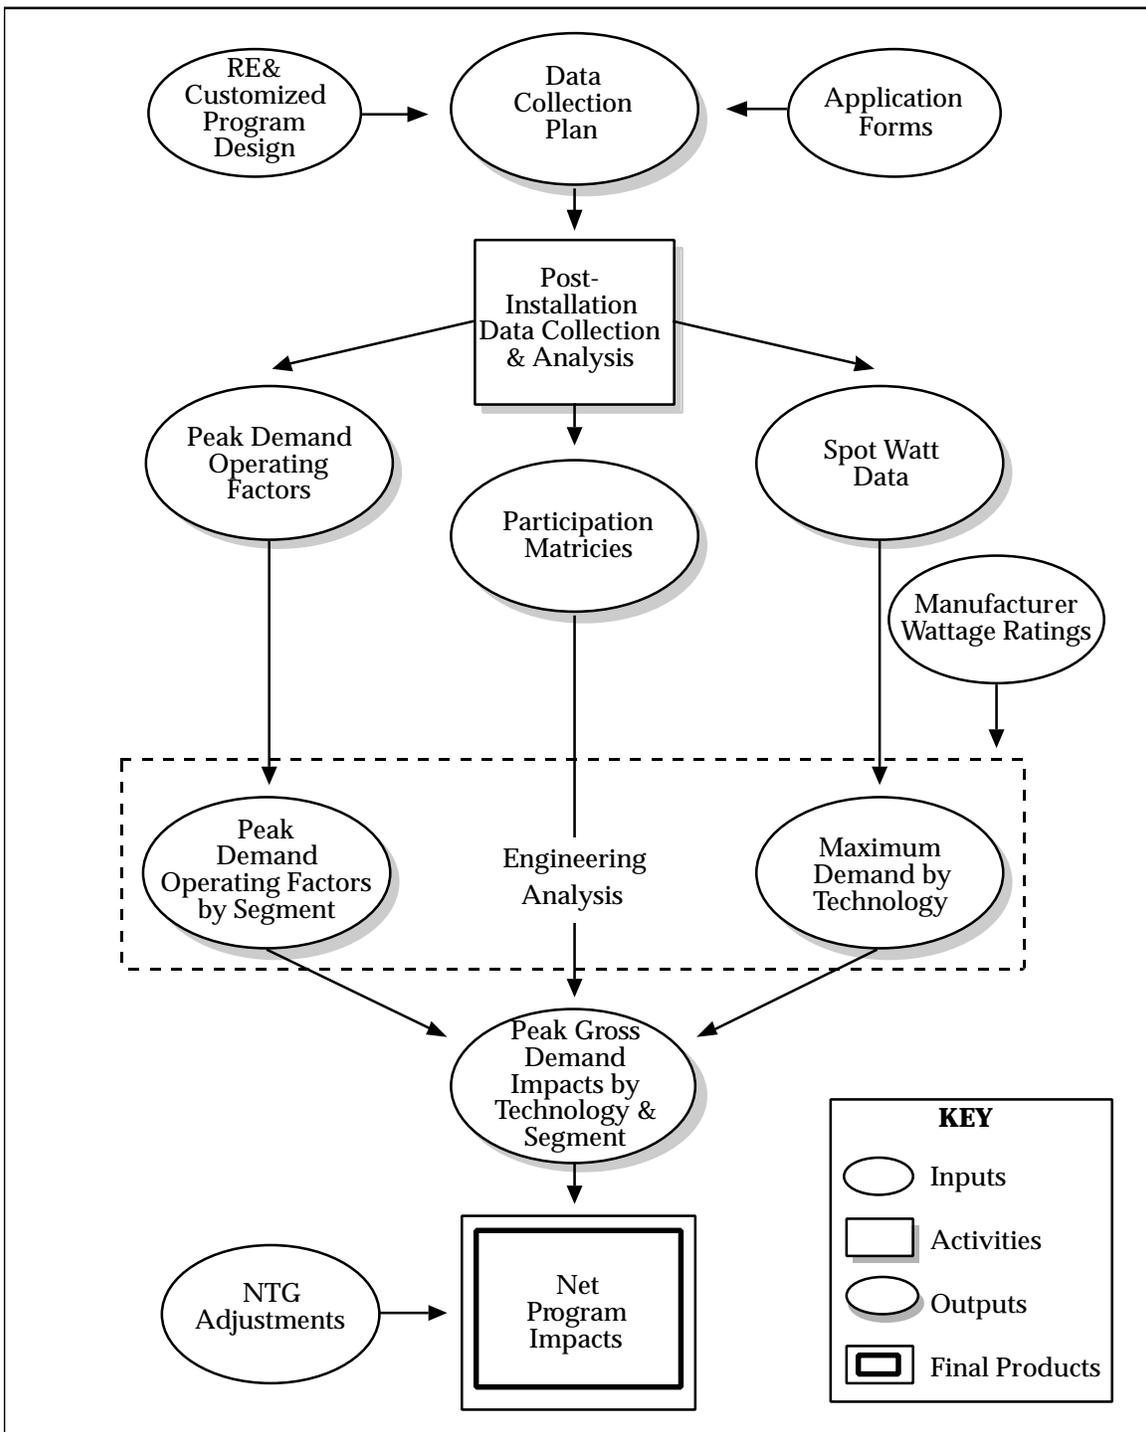 RE&
Customized
Program
Design
Data
Collection
Plan
Application
Forms
Post-
Installation
Data Collection
& Analysis
Peak Demand
Operating
Factors
Participation
Matricies
Spot Watt
Data
Manufacturer
Wattage Ratings
Peak
Demand
Operating Factors
by Segment
Engineering
Analysis
Maximum
Demand by
Technology
Peak Gross
Demand
Impacts by
Technology &
Segment
NTG
Adjustments
Net
Program
Impacts
KEY
Inputs
Activities
Outputs
Final Products